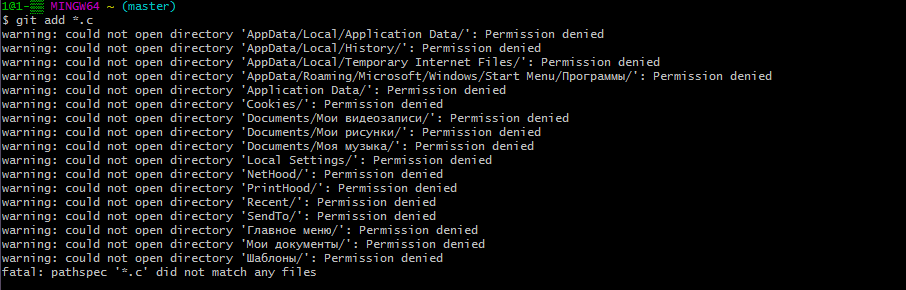 1@1-▒▒ MINGW64 ~ (master)
$ git add *.c
warning: could not open directory 'AppData/Local/Application Data/': Permission denied
warning: could not open directory 'AppData/Local/History/': Permission denied
warning: could not open directory 'AppData/Local/Temporary Internet Files/': Permission denied
warning: could not open directory 'AppData/Roaming/Microsoft/Windows/Start Menu/Программы/': Permission denied
warning: could not open directory 'Application Data/': Permission denied
warning: could not open directory 'Cookies/': Permission denied
warning: could not open directory 'Documents/Мои видеозаписи/': Permission denied
warning: could not open directory 'Documents/Мои рисунки/': Permission denied
warning: could not open directory 'Documents/Моя музыка/': Permission denied
warning: could not open directory 'Local Settings/': Permission denied
warning: could not open directory 'NetHood/': Permission denied
warning: could not open directory 'PrintHood/': Permission denied
warning: could not open directory 'Recent/': Permission denied
warning: could not open directory 'SendTo/': Permission denied
warning: could not open directory 'Главное меню/': Permission denied
warning: could not open directory 'Мои документы/': Permission denied
warning: could not open directory 'Шаблоны/': Permission denied
fatal: pathspec '*.c' did not match any files